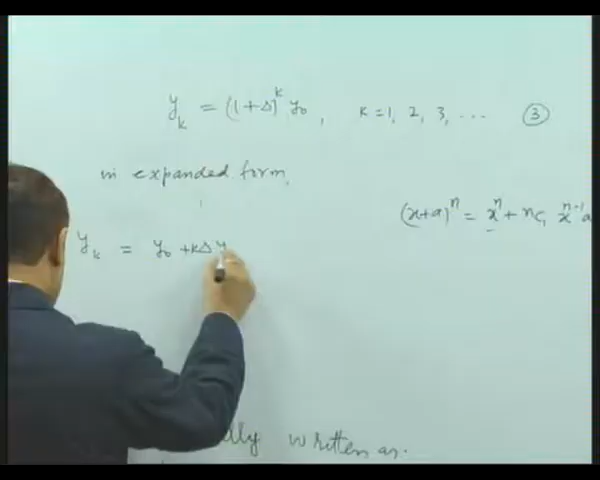 y_k = (1+Δ)^k y_0, k=1, 2, 3, ... ③
in expanded form,
(x+a)^n = x^n + nC_1 x^{n-1} a
y_k = y_0 + kΔy
written as.